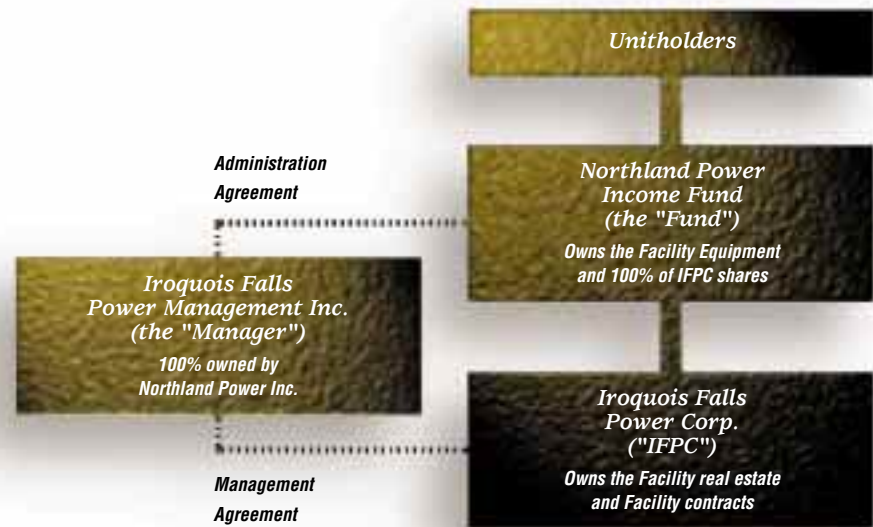 Unitholders
Administration
Agreement
Northland Power
Income Fund
(the "Fund")
Owns the Facility Equipment
and 100% of IFPC shares
Iroquois Falls
Power Management Inc.
(the "Manager")
100% owned by
Northland Power Inc.
Iroquois Falls
Power Corp.
("IFPC")
Owns the Facility real estate
and Facility contracts
Management
Agreement